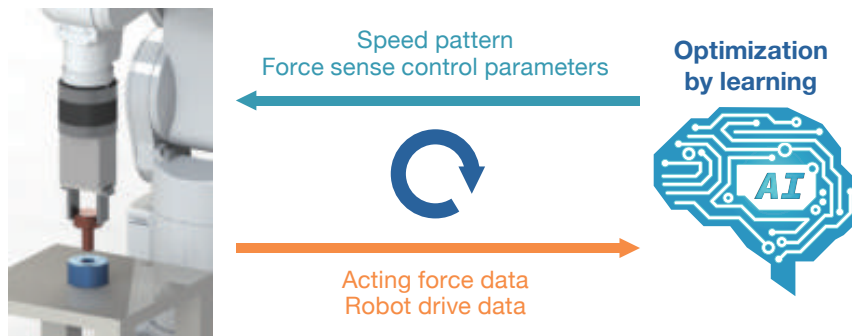 Speed pattern
Force sense control parameters
Optimization
by learning
AI
Acting force data
Robot drive data